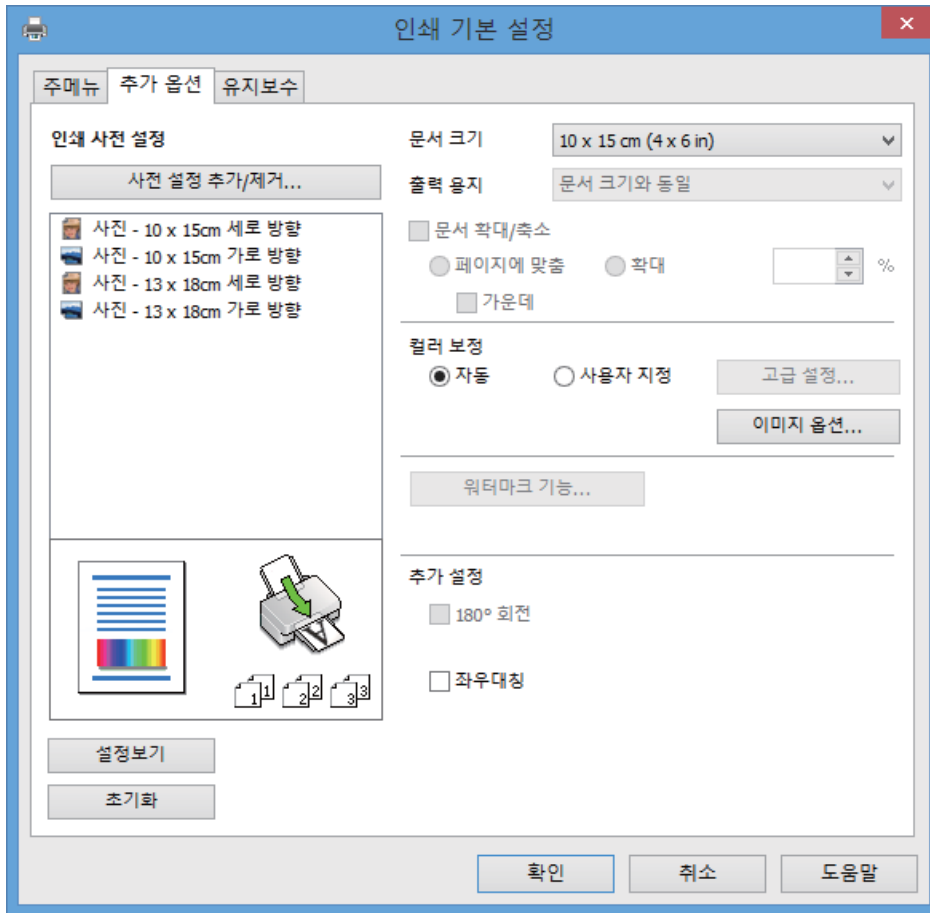 인쇄 기본 설정
주메뉴 추가 옵션 유지보수
인쇄 사전 설정
사전 설정 추가/제거...
사진 - 10 x 15cm 세로 방향
사진 - 10 x 15cm 가로 방향
사진 - 13 x 18cm 세로 방향
사진 - 13 x 18cm 가로 방향
1 1 2 2 3 3
설정보기
초기화
문서 크기 10 x 15 cm (4 x 6 in)
출력 용지 문서 크기와 동일
문서 확대/축소
페이지에 맞춤 확대 %
가운데
컬러 보정
자동 사용자 지정 고급 설정...
이미지 옵션...
워터마크 기능...
추가 설정
180° 회전
좌우대칭
확인 취소 도움말